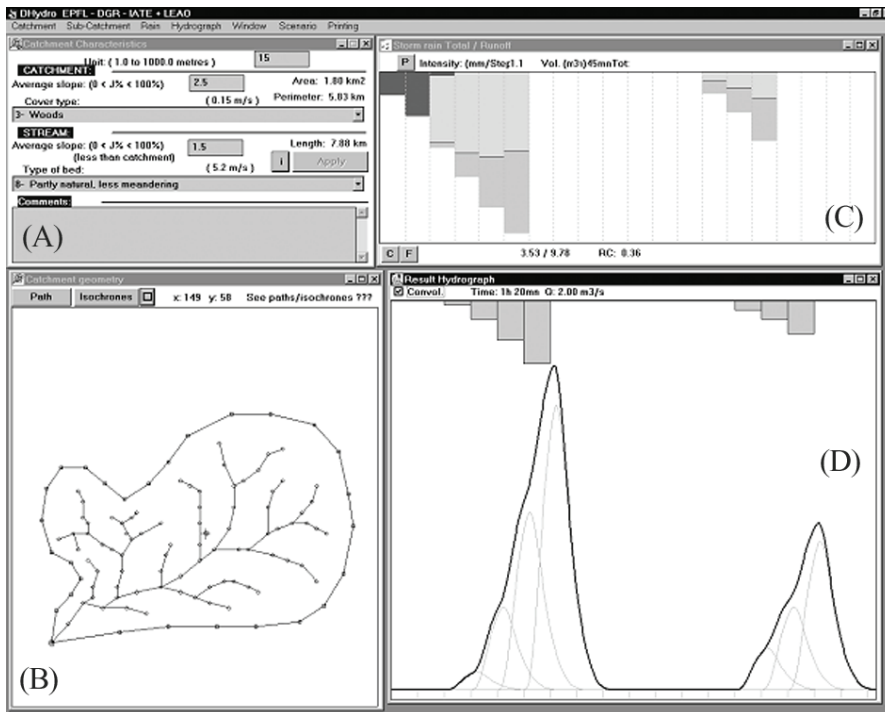 DHydro EPFL - DGR - IATE + LEAO
Catchment Sub-Catchment Rain Hydrograph Window Scenario Printing
Catchment Characteristics
Unit: ( 1.0 to 1000.0 metres ) 15
CATCHMENT:
Average slope: (0 < J% < 100%) 2.5 Area: 1.80 km2
Cover type: ( 0.15 m/s ) Perimeter: 5.83 km
3- Woods
STREAM:
Average slope: (0 < J% < 100%) 1.5 Length: 7.88 km
(less than catchment) i Apply
Type of bed: ( 5.2 m/s )
8- Partly natural, less meandering
Comments:
(A)
Storm rain Total / Runoff
P Intensity: (mm/Step1.1 Vol. (m3)45mnTot:
(C)
C F 3.53 / 9.78 RC: 0.36
Catchment geometry
Path Isochrones x: 149 y: 58 See paths/isochrones ???
(B)
Result Hydrograph
Convol. Time: 1h 20mn Q: 2.00 m3/s
(D)